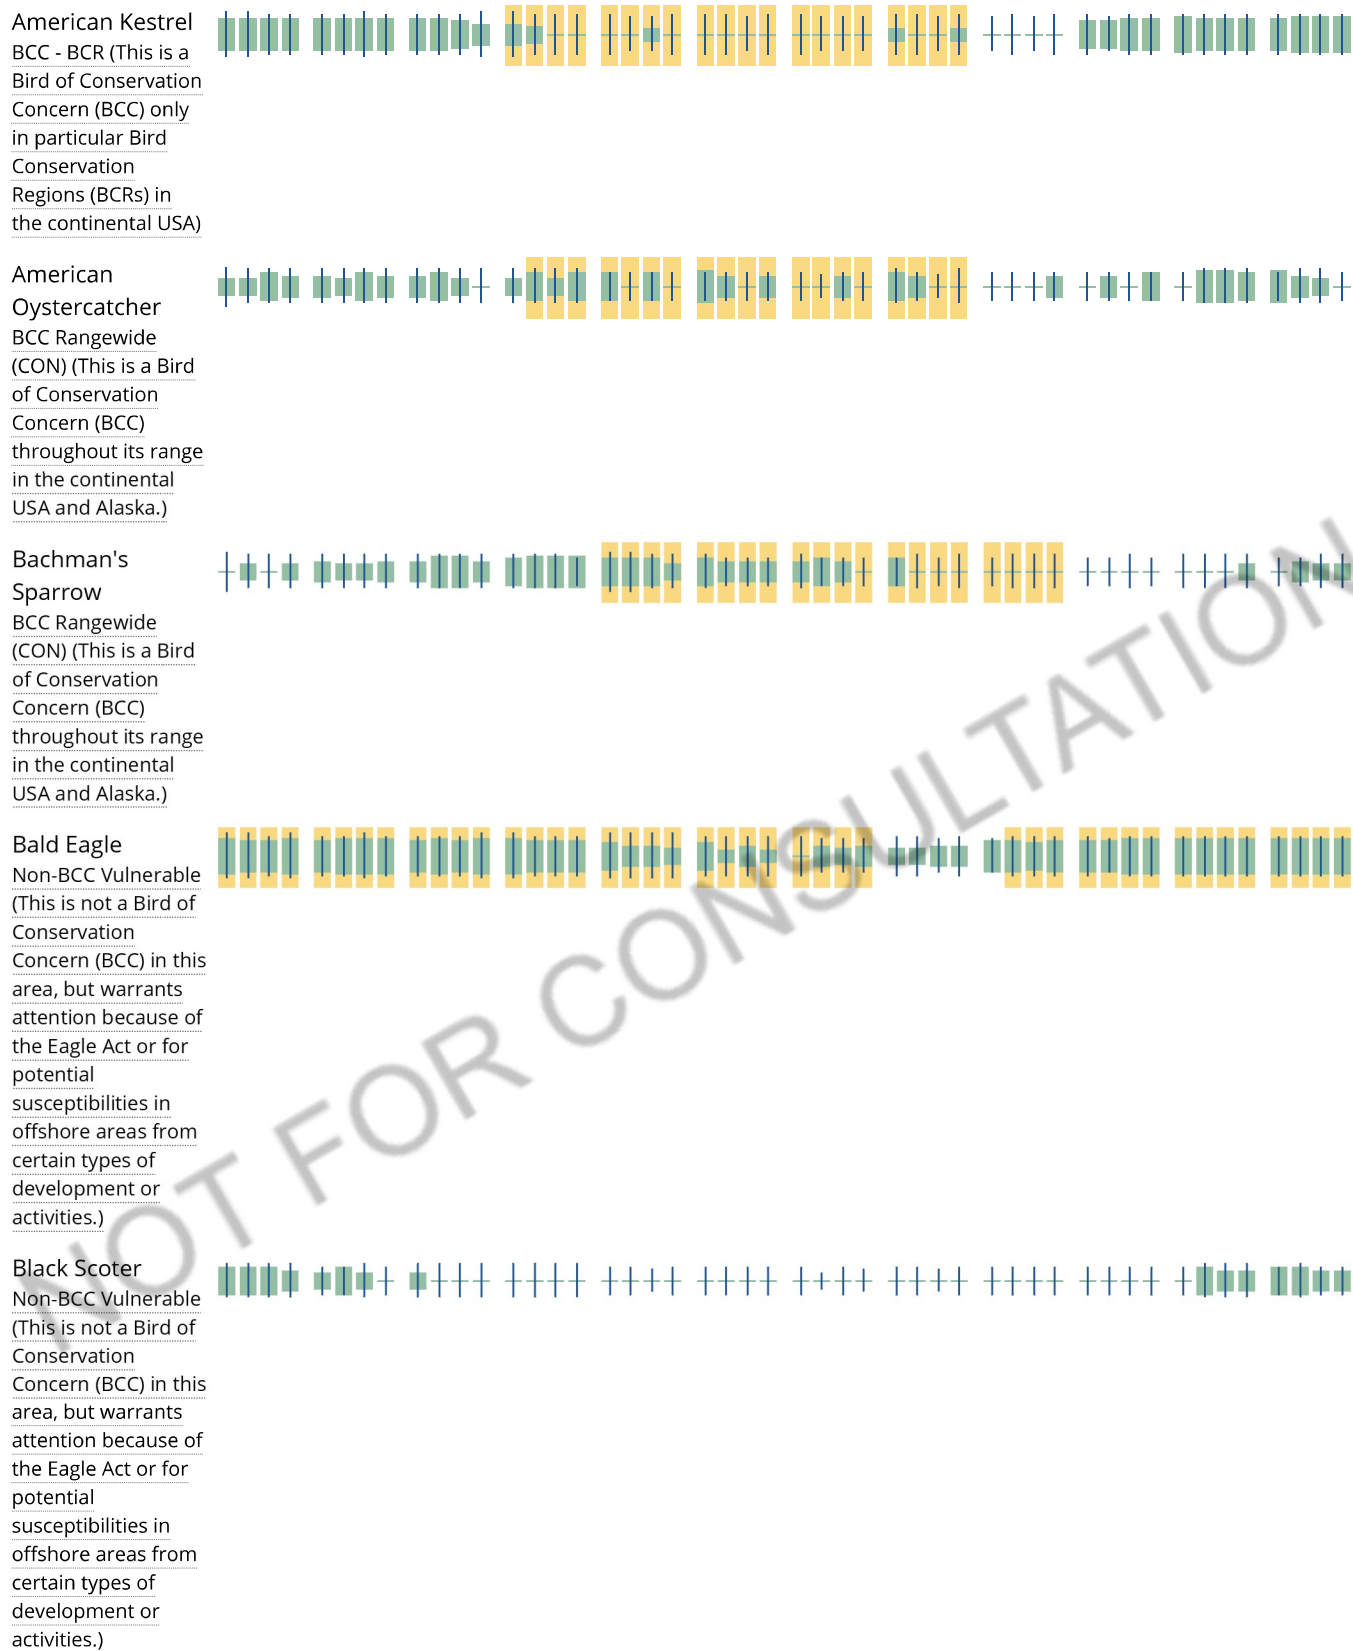 American Kestrel
BCC - BCR (This is a
Bird of Conservation
Concern (BCC) only
in particular Bird
Conservation
Regions (BCRs) in
the continental USA)
American
Oystercatcher
BCC Rangewide
(CON) (This is a Bird
of Conservation
Concern (BCC)
throughout its range
in the continental
USA and Alaska.)
Bachman's
Sparrow
BCC Rangewide
(CON) (This is a Bird
of Conservation
Concern (BCC)
throughout its range
in the continental
USA and Alaska.)
Bald Eagle
Non-BCC Vulnerable
(This is not a Bird of
Conservation
Concern (BCC) in this
area, but warrants
attention because of
the Eagle Act or for
potential
susceptibilities in
offshore areas from
certain types of
development or
activities.)
Black Scoter
Non-BCC Vulnerable
(This is not a Bird of
Conservation
Concern (BCC) in this
area, but warrants
attention because of
the Eagle Act or for
potential
susceptibilities in
offshore areas from
certain types of
development or
activities.)
NOT FOR CONSULTATION